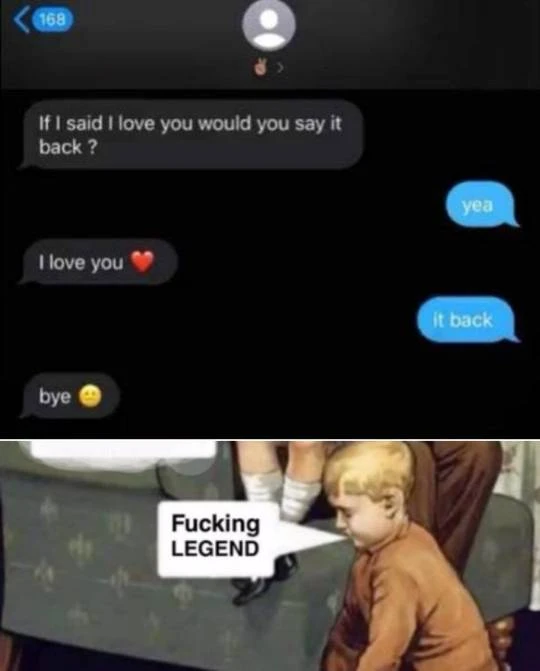 168
If I said I love you would you say it
back ?
yea
I love you ❤️
it back
bye 😐
Fucking
LEGEND